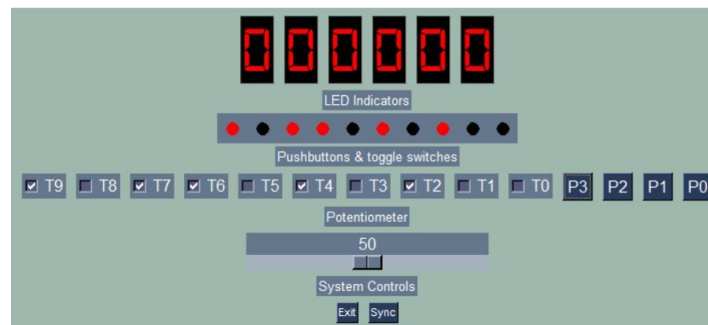 000000
LED Indicators
Pushbuttons & toggle switches
T9 T8 T7 T6 T5 T4 T3 T2 T1 T0 P3 P2 P1 P0
Potentiometer
50
System Controls
Exit Sync